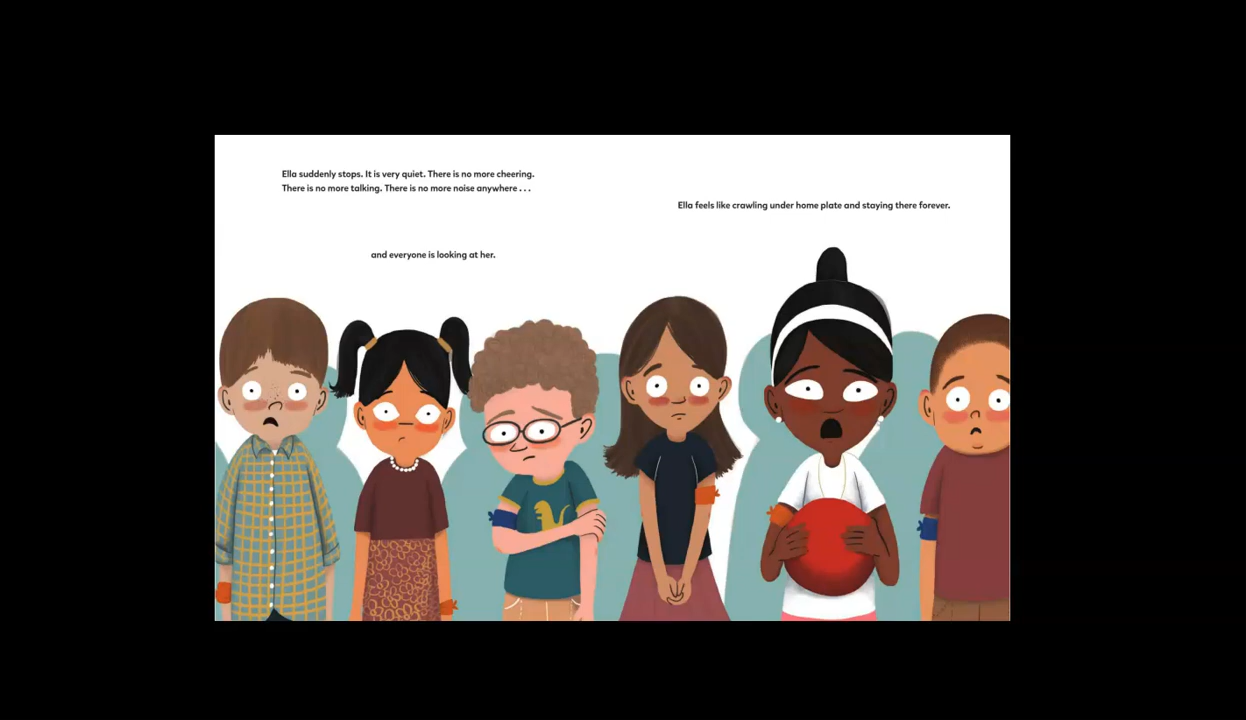 Ella suddenly stops. It is very quiet. There is no more cheering.
There is no more talking. There is no more noise anywhere . . .
and everyone is looking at her.
Ella feels like crawling under home plate and staying there forever.